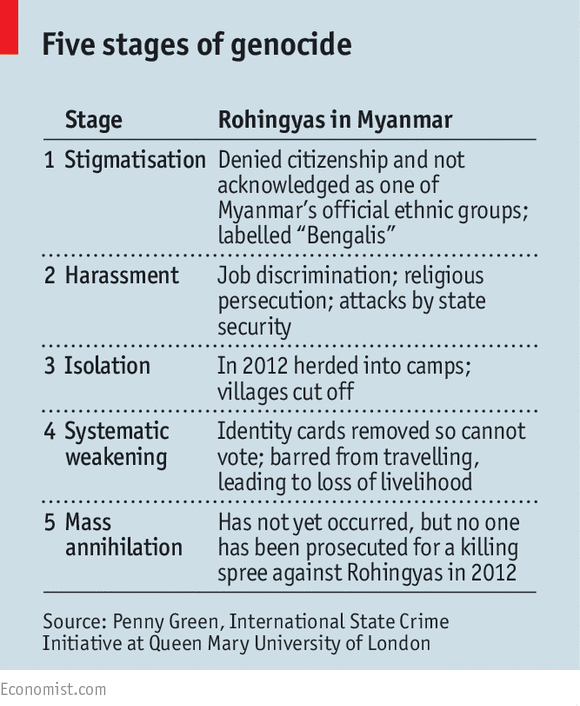 Five stages of genocide
Stage Rohingyas in Myanmar
1 Stigmatisation Denied citizenship and not
acknowledged as one of
Myanmar’s official ethnic groups;
labelled “Bengalis”
2 Harassment Job discrimination; religious
persecution; attacks by state
security
3 Isolation In 2012 herded into camps;
villages cut off
4 Systematic Identity cards removed so cannot
weakening vote; barred from travelling,
leading to loss of livelihood
5 Mass Has not yet occurred, but no one
annihilation has been prosecuted for a killing
spree against Rohingyas in 2012
Source: Penny Green, International State Crime
Initiative at Queen Mary University of London
Economist.com